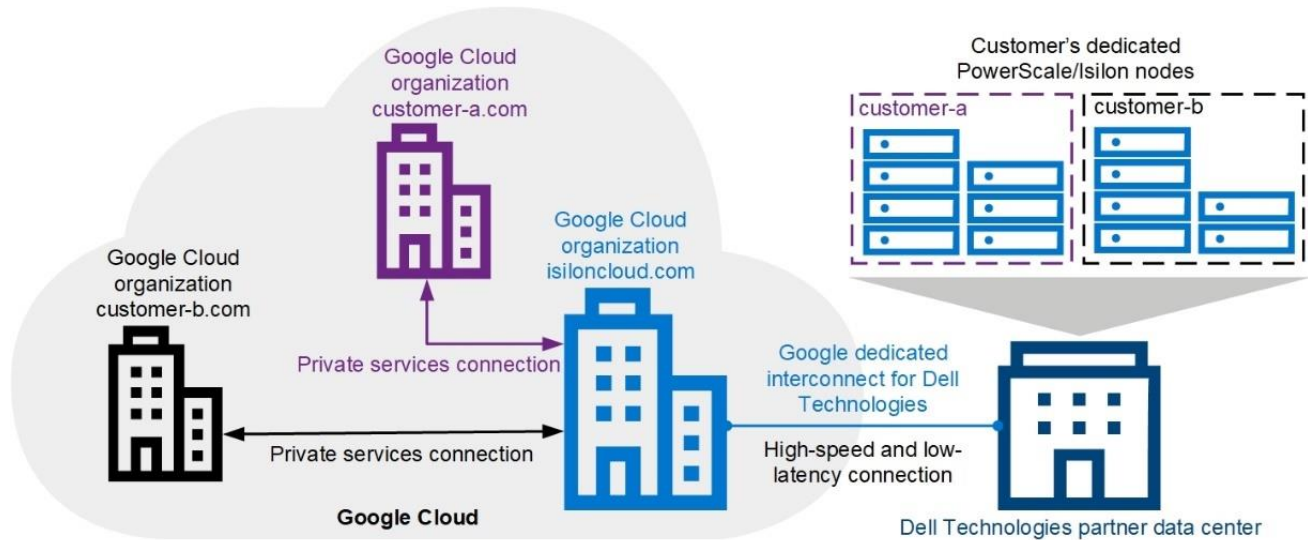 Google Cloud
organization
customer-a.com
Customer's dedicated
PowerScale/Isilon nodes
customer-a
customer-b
Google Cloud
organization
isiloncloud.com
Google Cloud
organization
customer-b.com
Private services connection
Google dedicated
interconnect for Dell
Technologies
Private services connection
High-speed and low-
latency connection
Google Cloud
Dell Technologies partner data center